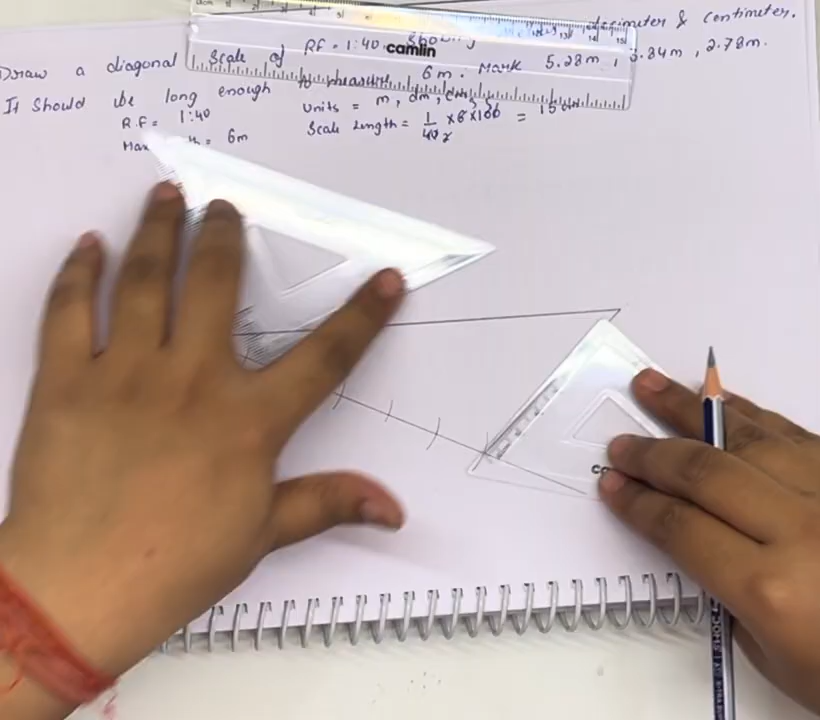 Draw a diagonal scale of RF = 1:40 showing decimeter & centimeter.
It should be long enough to measure 6m. Mark 5.28m, 3.84m, 2.78m.
R.F = 1:40
Units = m, dm, cm
= 6m
Scale Length = 1/40 × 6 × 100 = 15 cm
camlin